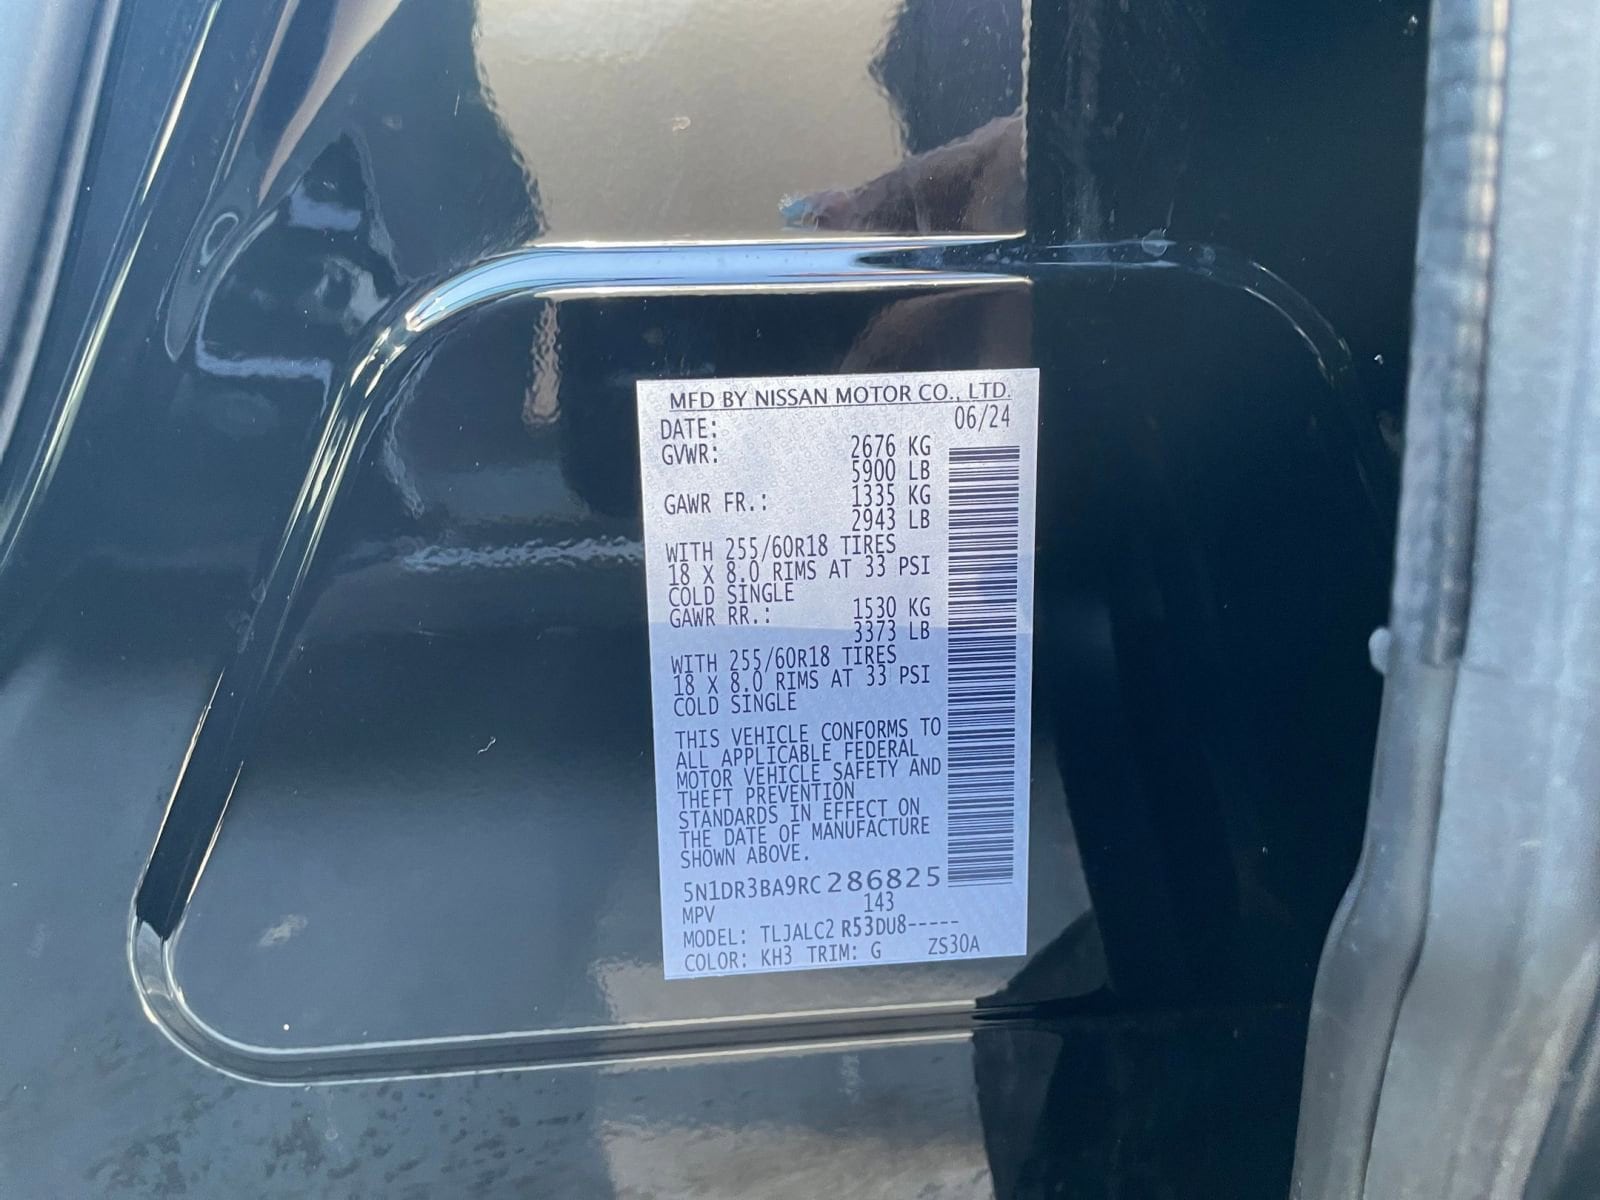 MFD BY NISSAN MOTOR CO., LTD.
DATE: 06/24
GVWR: 2676 KG
5900 LB
GAWR FR.: 1335 KG
2943 LB
WITH 255/60R18 TIRES
18 X 8.0 RIMS AT 33 PSI
COLD SINGLE
GAWR RR.: 1530 KG
3373 LB
WITH 255/60R18 TIRES
18 X 8.0 RIMS AT 33 PSI
COLD SINGLE
THIS VEHICLE CONFORMS TO
ALL APPLICABLE FEDERAL
MOTOR VEHICLE SAFETY AND
THEFT PREVENTION
STANDARDS IN EFFECT ON
THE DATE OF MANUFACTURE
SHOWN ABOVE.
5N1DR3BA9RC286825
MPV 143
MODEL: TLJALC2 R53DU8-----
COLOR: KH3 TRIM: G ZS30A